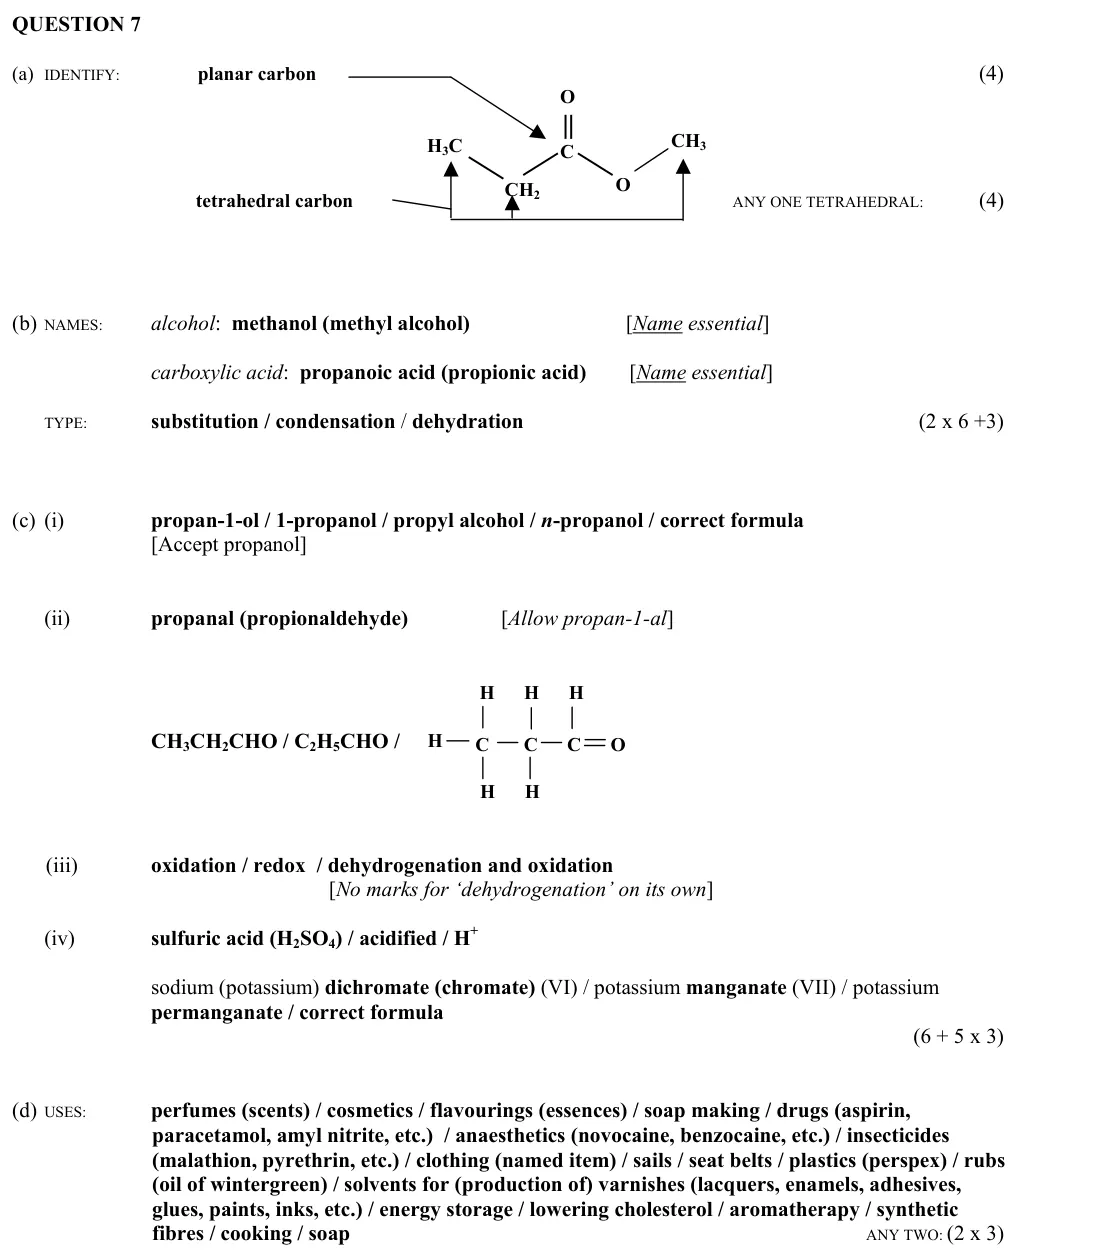 QUESTION 7
(a) IDENTIFY: planar carbon (4)
O
H₃C C CH₃
CH₂ O
tetrahedral carbon ANY ONE TETRAHEDRAL: (4)
(b) NAMES: alcohol: methanol (methyl alcohol) [Name essential]
carboxylic acid: propanoic acid (propionic acid) [Name essential]
TYPE: substitution / condensation / dehydration (2 x 6 +3)
(c) (i) propan-1-ol / 1-propanol / propyl alcohol / n-propanol / correct formula
[Accept propanol]
(ii) propanal (propionaldehyde) [Allow propan-1-al]
H H H
CH₃CH₂CHO / C₂H₅CHO / H C C C O
H H
(iii) oxidation / redox / dehydrogenation and oxidation
[No marks for ‘dehydrogenation’ on its own]
(iv) sulfuric acid (H₂SO₄) / acidified / H⁺
sodium (potassium) dichromate (chromate) (VI) / potassium manganate (VII) / potassium
permanganate / correct formula
(6 + 5 x 3)
(d) USES: perfumes (scents) / cosmetics / flavourings (essences) / soap making / drugs (aspirin,
paracetamol, amyl nitrite, etc.) / anaesthetics (novocaine, benzocaine, etc.) / insecticides
(malathion, pyrethrin, etc.) / clothing (named item) / sails / seat belts / plastics (perspex) / rubs
(oil of wintergreen) / solvents for (production of) varnishes (lacquers, enamels, adhesives,
glues, paints, inks, etc.) / energy storage / lowering cholesterol / aromatherapy / synthetic
fibres / cooking / soap ANY TWO: (2 x 3)